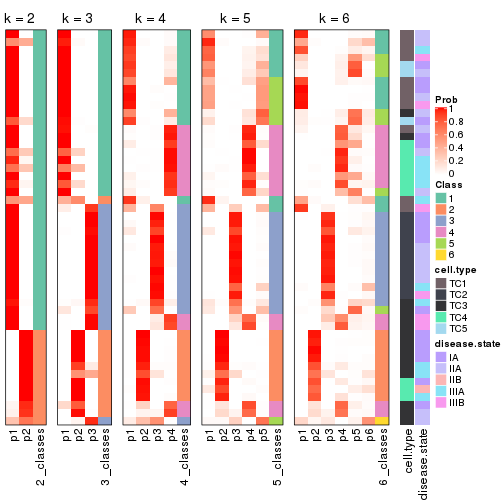 k = 2
k = 3
k = 4
k = 5
k = 6
Prob
1
0.8
0.6
0.4
0.2
0
Class
1
2
3
4
5
6
cell.type
TC1
TC2
TC3
TC4
TC5
disease.state
IA
IIA
IIB
IIIA
IIIB
p1
p2
2_classes
p1
p2
p3
3_classes
p1
p2
p3
p4
4_classes
p1
p2
p3
p4
p5
5_classes
p1
p2
p3
p4
p5
p6
6_classes
cell.type
disease.state